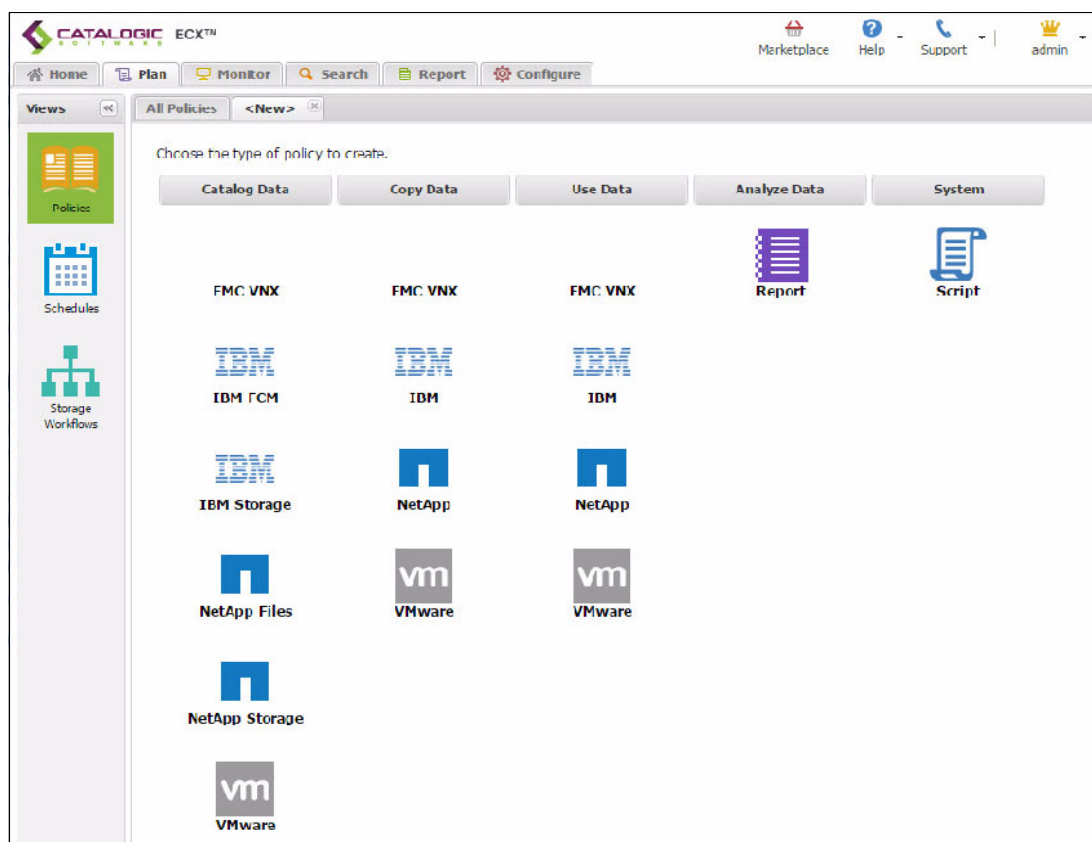 CATALOGIC ECX™
SOFTWARE
Marketplace
Help
Support
admin
Home
Plan
Monitor
Search
Report
Configure
Views
All Policies
<New>
Choose the type of policy to create.
Catalog Data
Copy Data
Use Data
Analyze Data
System
Policies
Schedules
Storage
Workflows
EMC VNX
EMC VNX
EMC VNX
Report
Script
IBM
IBM
IBM
IBM FCM
IBM
IBM
IBM
IBM Storage
NetApp
NetApp
vm
vm
NetApp Files
VMware
VMware
NetApp Storage
vm
VMware